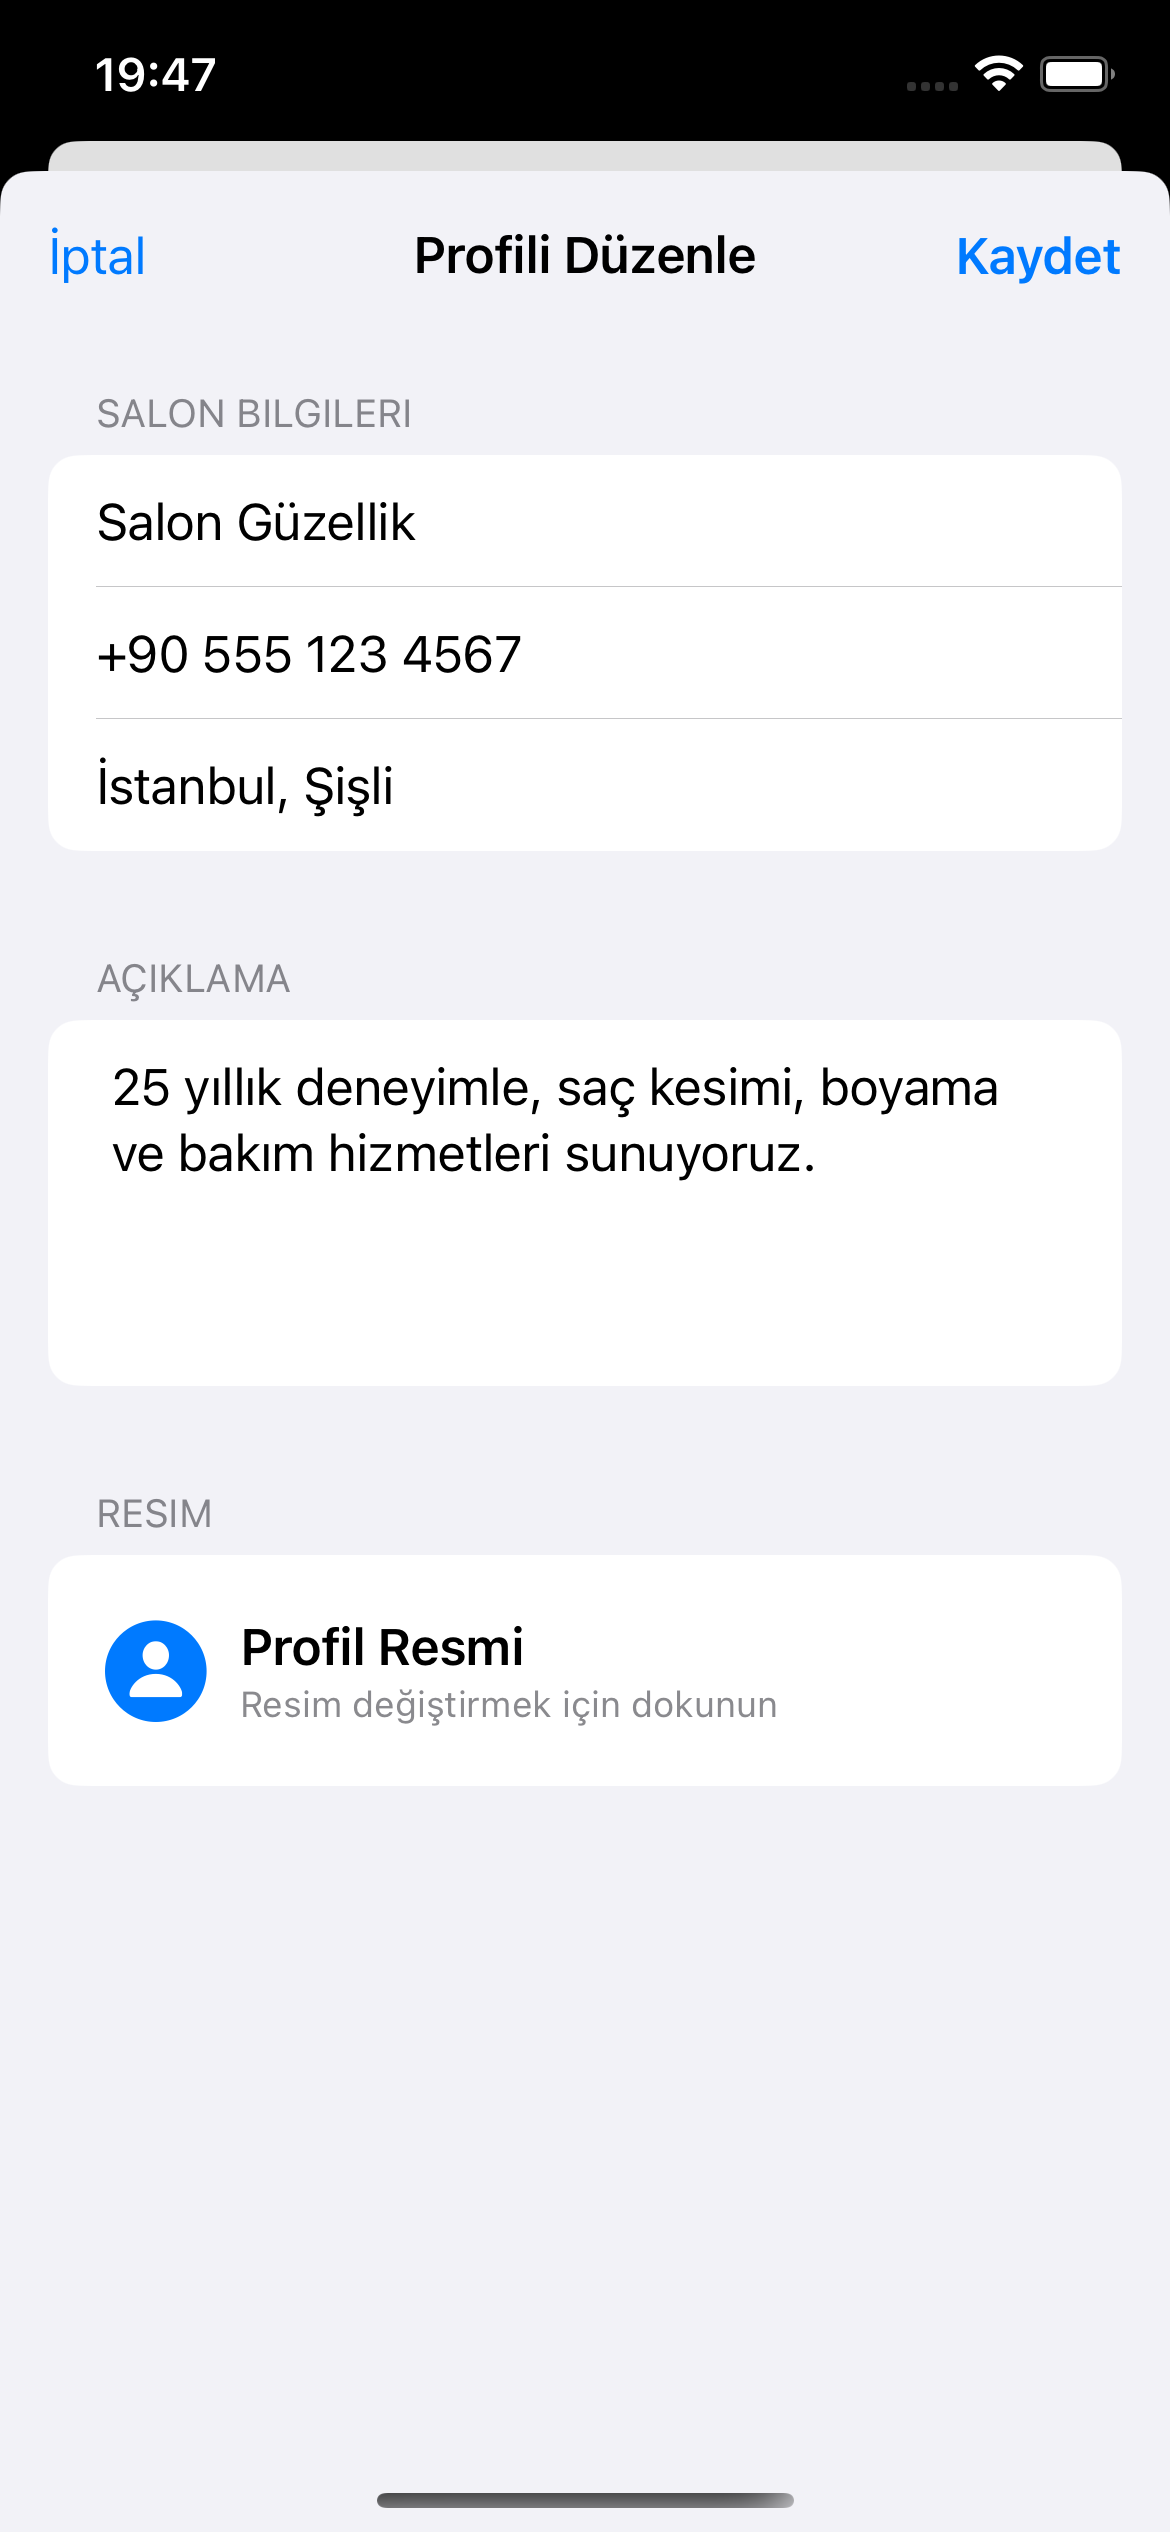 19:47
İptal
Profili Düzenle
Kaydet
SALON BILGILERI
Salon Güzellik
+90 555 123 4567
İstanbul, Şişli
AÇIKLAMA
25 yıllık deneyimle, saç kesimi, boyama
ve bakım hizmetleri sunuyoruz.
RESIM
Profil Resmi
Resim değiştirmek için dokunun